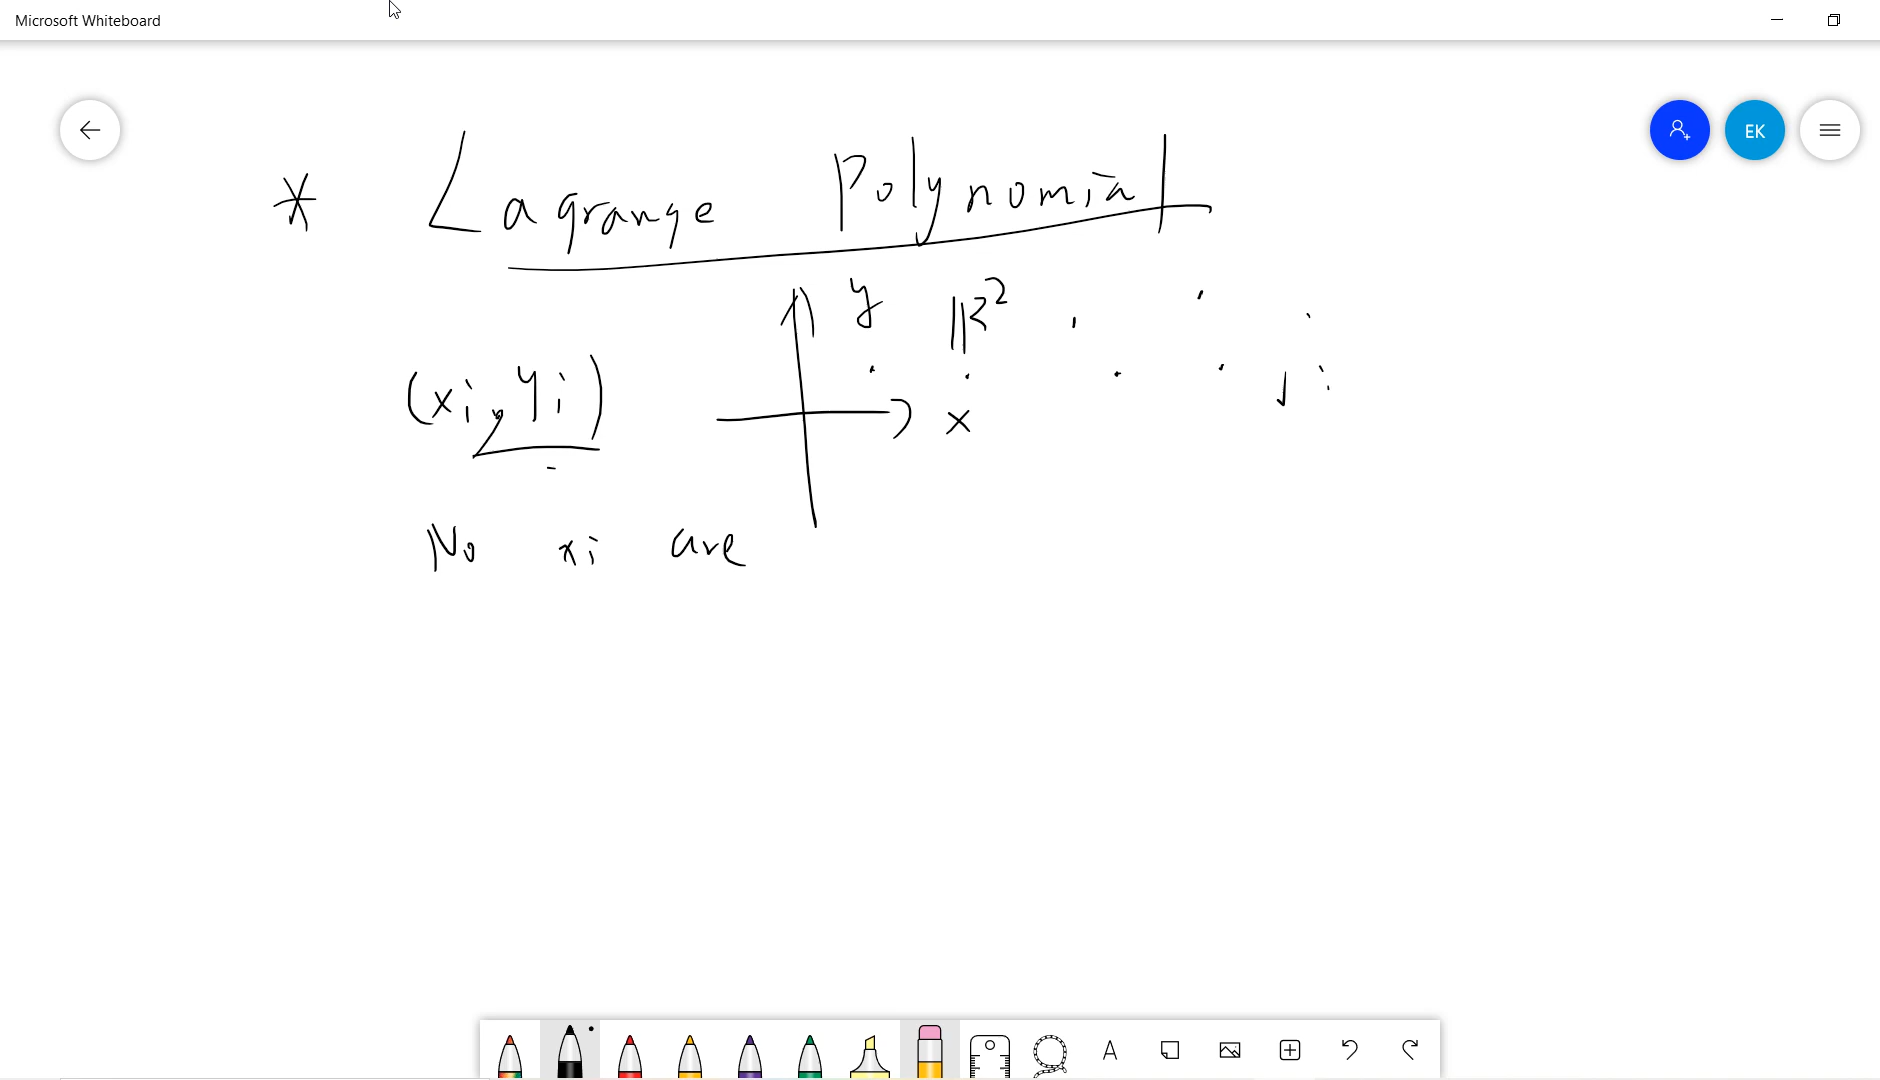 Microsoft Whiteboard
EK
* Lagrange Polynomial
y ℝ²
(xi, yi)
x
No xi are
A